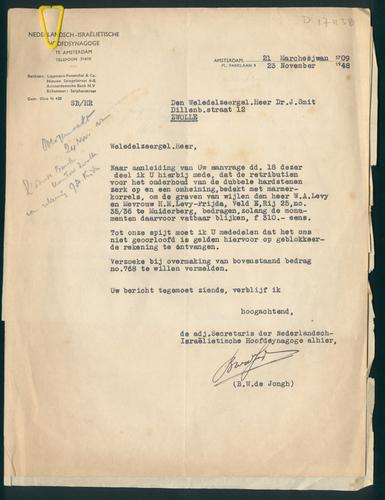 D 17438
NEDERLANDSCH-ISRAËLIETISCHE
HOOFDSYNAGOGE
TE AMSTERDAM
TELEFOON
AMSTERDAM, 21 Marchesjwan 5709
PL. PARKLAAN 9 23 November 1948
Bankiers: Lippmann-Rosenthal & Co.
Nieuwe Spiegelstraat 6-8,
Amsterdamsche Bank N.V.
Bijkantoor: Sarphatistraat
Gem. Giro N 400
SB/HR
Den Weledelzeergel.Heer Dr.J.Smit
Dillenb.straat 12
ZWOLLE
Weledelzeergel.Heer,
Naar aanleiding van Uw aanvrage dd. 18 dezer
deel ik U hierbij mede, dat de retributien
voor het onderhoud van de dubbele hardstenen
zerk op en een omheining,bedekt met marmer-
korrels, om de graven van wijlen den heer W.A.Levy
en Mevrouw H.M.Levy-Frijda, Veld E,Rij 25,no.
35/36 te Muiderberg, bedragen,solang de monu-
menten daarvoor vatbaar blijken, f 310.- eens.
Tot onze spijt moet ik U mededelen dat het ons
niet geoorloofd is gelden hiervoor op geblokkeer-
de rekening te ontvangen.
Verzoeke bij overmaking van bovenstaand bedrag
no.768 te willen vermelden.
Uw bericht tegemoet ziende, verblijf ik
hoogachtend,
de adj.Secretaris der Nederlandsch-
Israëlietische Hoofdsynagoge alhier,
(B.W.de Jongh)